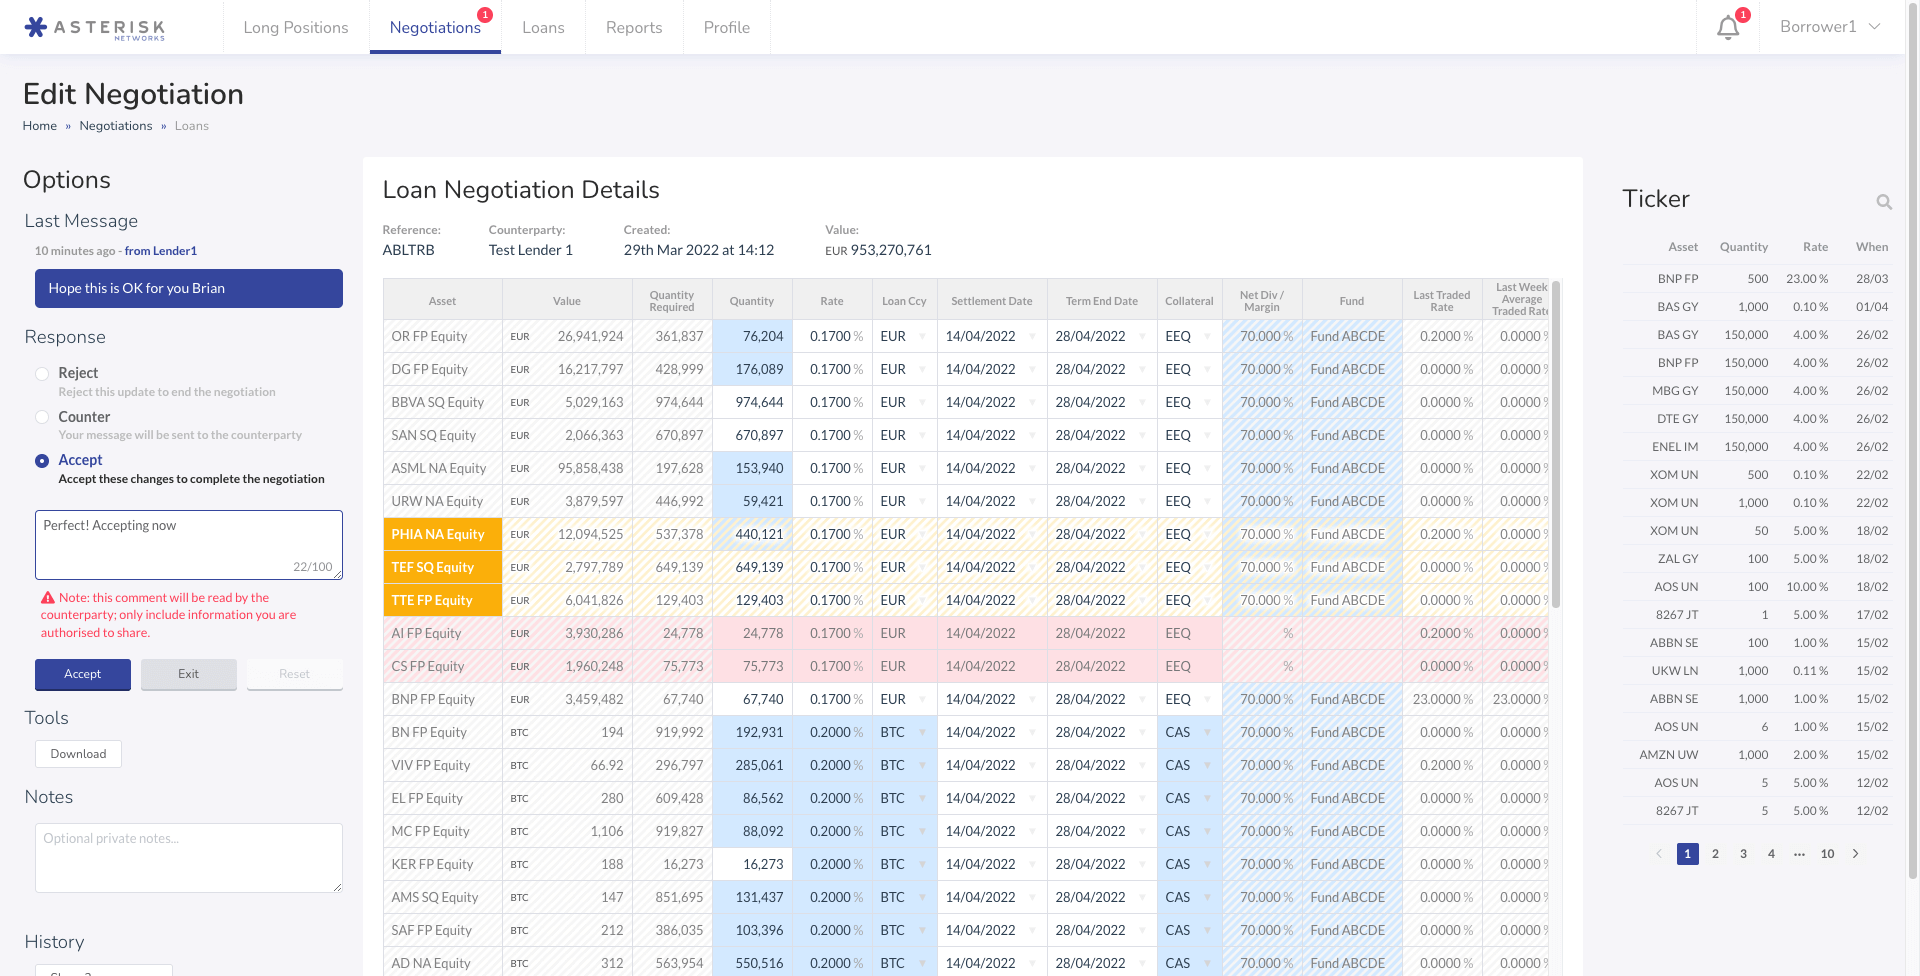 ASTERISK
NETWORKS
Long Positions
Negotiations
1
Loans
Reports
Profile
1
Borrower1
Edit Negotiation
Home » Negotiations » Loans
Options
Last Message
10 minutes ago - from Lender1
Hope this is OK for you Brian
Response
Reject
Reject this update to end the negotiation
Counter
Your message will be sent to the counterparty
Accept
Accept these changes to complete the negotiation
Perfect! Accepting now
22/100
Note: this comment will be read by the
counterparty; only include information you are
authorised to share.
Accept Exit Reset
Tools
Download
Notes
Optional private notes...
History
Loan Negotiation Details
Reference: Counterparty: Created: Value:
ABLTRB Test Lender 1 29th Mar 2022 at 14:12 EUR 953,270,761
Asset Value Quantity Required Quantity Rate Loan Ccy Settlement Date Term End Date Collateral Net Div / Margin Fund Last Traded Rate Last Week Average Traded Rate
OR FP Equity EUR 26,941,924 361,837 76,204 0.1700 % EUR 14/04/2022 28/04/2022 EEQ 70.000 % Fund ABCDE 0.2000 % 0.0000 %
DG FP Equity EUR 16,217,797 428,999 176,089 0.1700 % EUR 14/04/2022 28/04/2022 EEQ 70.000 % Fund ABCDE 0.0000 % 0.0000 %
BBVA SQ Equity EUR 5,029,163 974,644 974,644 0.1700 % EUR 14/04/2022 28/04/2022 EEQ 70.000 % Fund ABCDE 0.0000 % 0.0000 %
SAN SQ Equity EUR 2,066,363 670,897 670,897 0.1700 % EUR 14/04/2022 28/04/2022 EEQ 70.000 % Fund ABCDE 0.0000 % 0.0000 %
ASML NA Equity EUR 95,858,438 197,628 153,940 0.1700 % EUR 14/04/2022 28/04/2022 EEQ 70.000 % Fund ABCDE 0.0000 % 0.0000 %
URW NA Equity EUR 3,879,597 446,992 59,421 0.1700 % EUR 14/04/2022 28/04/2022 EEQ 70.000 % Fund ABCDE 0.0000 % 0.0000 %
PHIA NA Equity EUR 12,094,525 537,378 440,121 0.1700 % EUR 14/04/2022 28/04/2022 EEQ 70.000 % Fund ABCDE 0.2000 % 0.0000 %
TEF SQ Equity EUR 2,797,789 649,139 649,139 0.1700 % EUR 14/04/2022 28/04/2022 EEQ 70.000 % Fund ABCDE 0.0000 % 0.0000 %
TTE FP Equity EUR 6,041,826 129,403 129,403 0.1700 % EUR 14/04/2022 28/04/2022 EEQ 70.000 % Fund ABCDE 0.0000 % 0.0000 %
AI FP Equity EUR 3,930,286 24,778 24,778 0.1700 % EUR 14/04/2022 28/04/2022 EEQ % 0.2000 % 0.0000 %
CS FP Equity EUR 1,960,248 75,773 75,773 0.1700 % EUR 14/04/2022 28/04/2022 EEQ % 0.0000 % 0.0000 %
BNP FP Equity EUR 3,459,482 67,740 67,740 0.1700 % EUR 14/04/2022 28/04/2022 EEQ 70.000 % Fund ABCDE 23.0000 % 23.0000 %
BN FP Equity BTC 194 919,992 192,931 0.2000 % BTC 14/04/2022 28/04/2022 CAS 70.000 % Fund ABCDE 0.0000 % 0.0000 %
VIV FP Equity BTC 66.92 296,797 285,061 0.2000 % BTC 14/04/2022 28/04/2022 CAS 70.000 % Fund ABCDE 0.2000 % 0.0000 %
EL FP Equity BTC 280 609,428 86,562 0.2000 % BTC 14/04/2022 28/04/2022 CAS 70.000 % Fund ABCDE 0.0000 % 0.0000 %
MC FP Equity BTC 1,106 919,827 88,092 0.2000 % BTC 14/04/2022 28/04/2022 CAS 70.000 % Fund ABCDE 0.0000 % 0.0000 %
KER FP Equity BTC 188 16,273 16,273 0.2000 % BTC 14/04/2022 28/04/2022 CAS 70.000 % Fund ABCDE 0.0000 % 0.0000 %
AMS SQ Equity BTC 147 851,695 131,437 0.2000 % BTC 14/04/2022 28/04/2022 CAS 70.000 % Fund ABCDE 0.0000 % 0.0000 %
SAF FP Equity BTC 212 386,035 103,396 0.2000 % BTC 14/04/2022 28/04/2022 CAS 70.000 % Fund ABCDE 0.0000 % 0.0000 %
AD NA Equity BTC 312 563,954 550,516 0.2000 % BTC 14/04/2022 28/04/2022 CAS 70.000 % Fund ABCDE 0.0000 % 0.0000 %
Ticker
Asset Quantity Rate When
BNP FP 500 23.00 % 28/03
BAS GY 1,000 0.10 % 01/04
BAS GY 150,000 4.00 % 26/02
BNP FP 150,000 4.00 % 26/02
MBG GY 150,000 4.00 % 26/02
DTE GY 150,000 4.00 % 26/02
ENEL IM 150,000 4.00 % 26/02
XOM UN 500 0.10 % 22/02
XOM UN 1,000 0.10 % 22/02
XOM UN 50 5.00 % 18/02
ZAL GY 100 5.00 % 18/02
AOS UN 100 10.00 % 18/02
8267 JT 1 5.00 % 17/02
ABBN SE 100 1.00 % 15/02
UKW LN 1,000 0.11 % 15/02
ABBN SE 1,000 1.00 % 15/02
AOS UN 6 1.00 % 15/02
AMZN UW 1,000 2.00 % 15/02
AOS UN 5 5.00 % 12/02
8267 JT 5 5.00 % 12/02
1 2 3 4 ••• 10